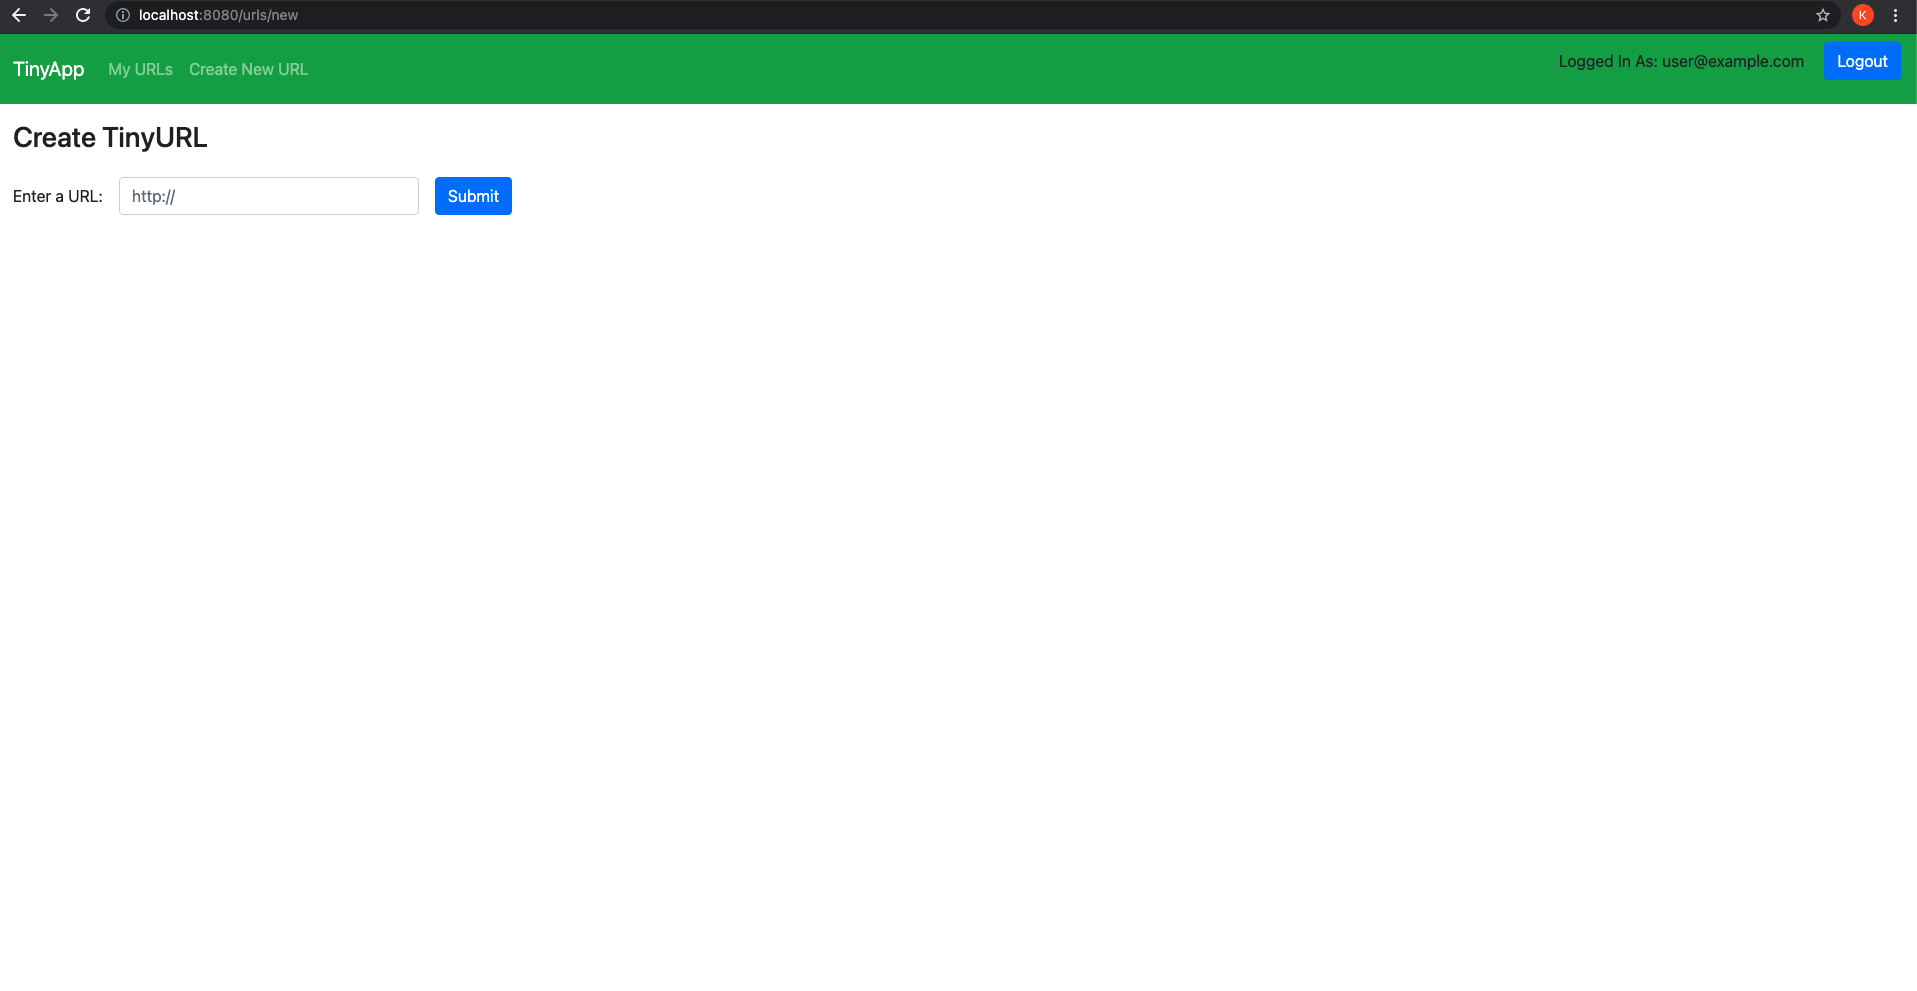 localhost:8080/urls/new
K
TinyApp My URLs Create New URL Logged In As: user@example.com Logout
Create TinyURL
Enter a URL: http:// Submit